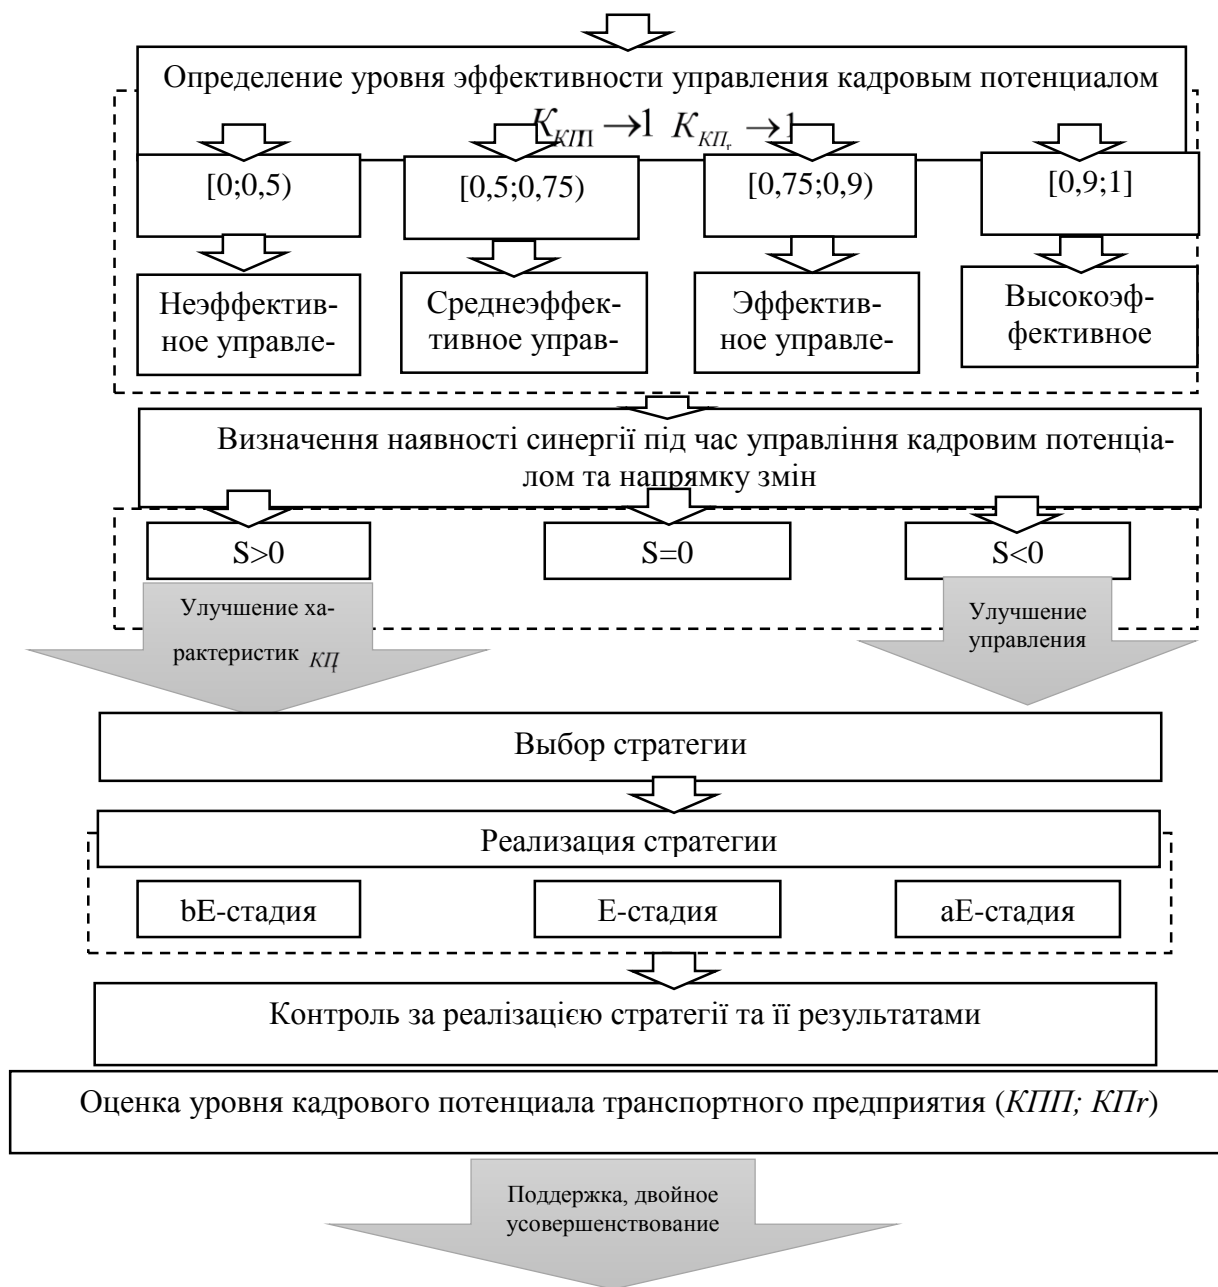 Определение уровня эффективности управления кадровым потенциалом
К КПП →1 К КПr →1
[0;0,5)
[0,5;0,75)
[0,75;0,9)
[0,9;1]
Неэффектив-
ное управле-
Среднеэффек-
тивное управ-
Эффектив-
ное управле-
Высокоэф-
фективное
Визначення наявності синергії під час управління кадровим потенціа-
лом та напрямку змін
S>0
S=0
S<0
Улучшение ха-
рактеристик КП
Улучшение
управления
Выбор стратегии
Реализация стратегии
bE-стадия
E-стадия
aE-стадия
Контроль за реалізацією стратегії та її результатами
Оценка уровня кадрового потенциала транспортного предприятия (КПП; КПr)
Поддержка, двойное
усовершенствование